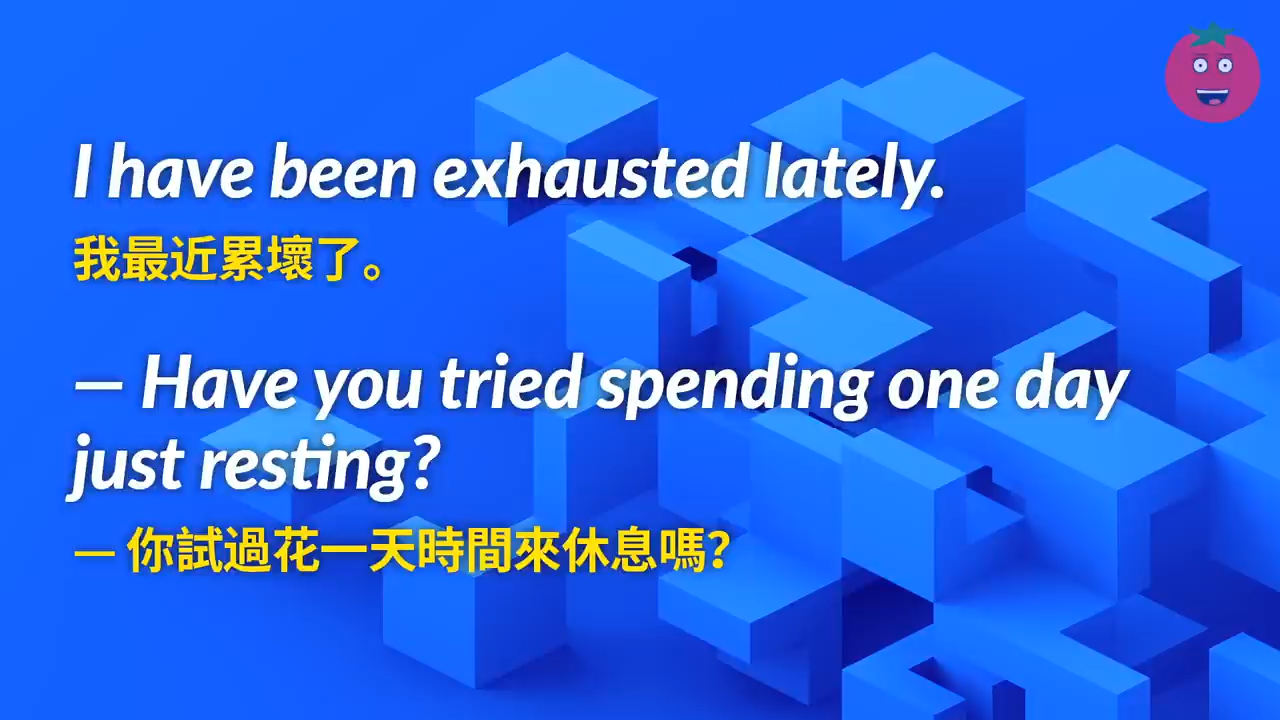 I have been exhausted lately.
我最近累壞了。
— Have you tried spending one day
just resting?
— 你試過花一天時間來休息嗎?